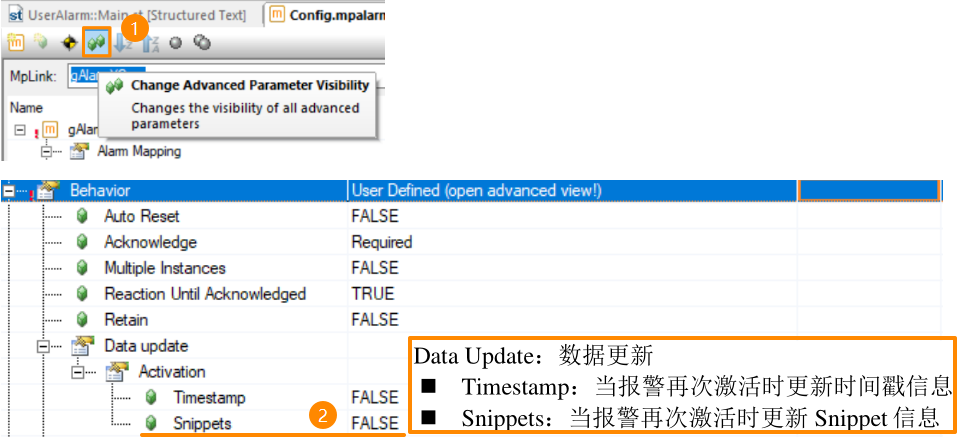 UserAlarm::Main.st [Structured Text]
Config.mpalarm
1
MpLink:
Change Advanced Parameter Visibility
Changes the visibility of all advanced
parameters
Name
Alarm Mapping
Behavior User Defined (open advanced view!)
Auto Reset FALSE
Acknowledge Required
Multiple Instances FALSE
Reaction Until Acknowledged TRUE
Retain FALSE
Data update
Activation
Timestamp FALSE
Snippets 2 FALSE
Data Update：数据更新
■ Timestamp：当报警再次激活时更新时间戳信息
■ Snippets：当报警再次激活时更新 Snippet 信息